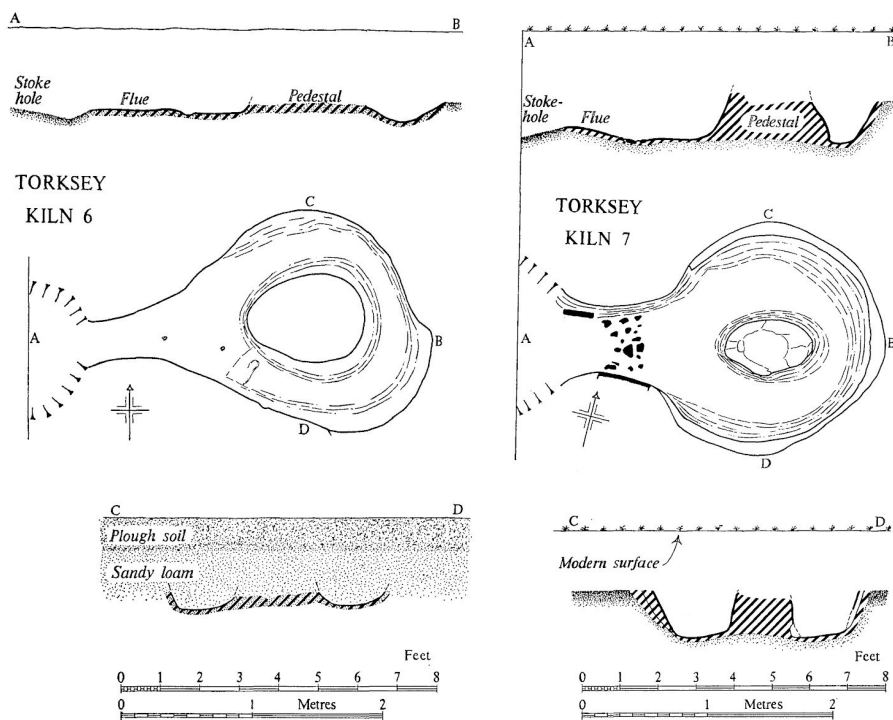 A
B
Stoke
hole
Flue
Pedestal
TORKSEY
KILN 6
C
A
B
D
C
D
Plough soil
Sandy loam
Feet
0 1 2 3 4 5 6 7 8
0 1 2
Metres
A
B
Stoke-
hole
Flue
Pedestal
TORKSEY
KILN 7
C
A
B
D
C
D
Modern surface
Feet
0 1 2 3 4 5 6 7 8
0 1 2
Metres